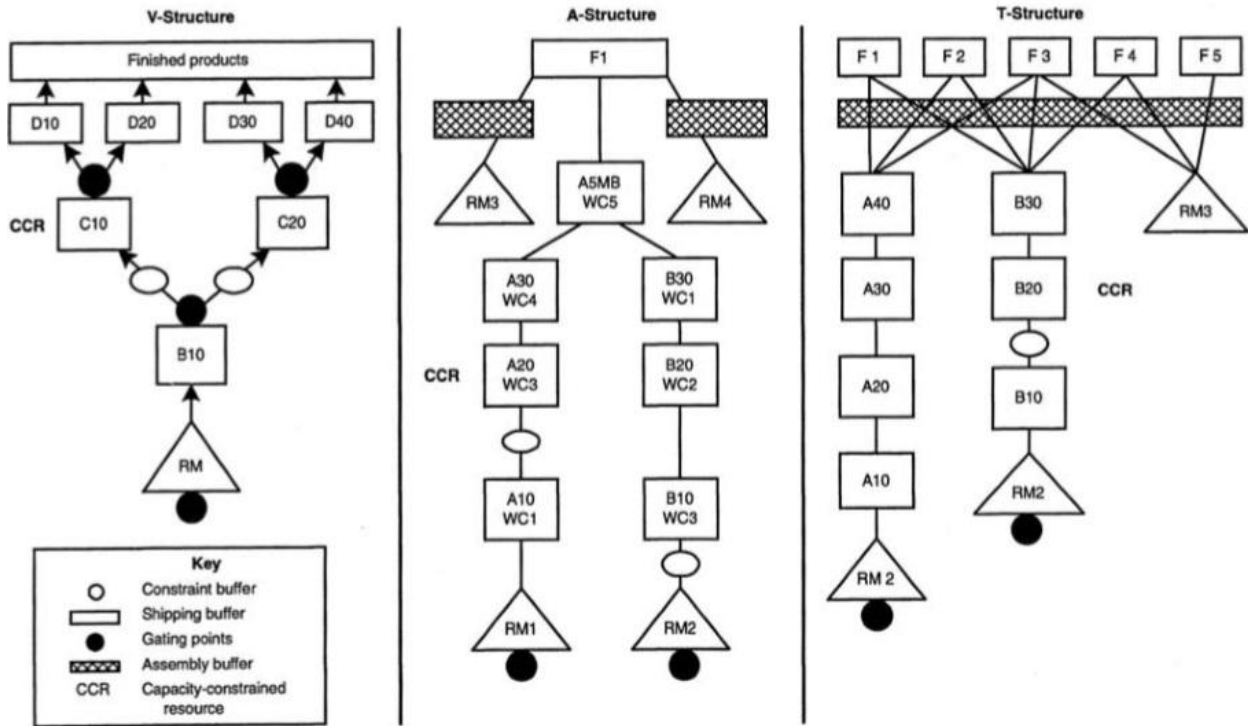 V-Structure
Finished products
D10
D20
D30
D40
CCR
C10
C20
B10
RM
Key
Constraint buffer
Shipping buffer
Gating points
Assembly buffer
CCR
Capacity-constrained
resource
A-Structure
F1
RM3
A5MB
WC5
RM4
A30
WC4
B30
WC1
CCR
A20
WC3
B20
WC2
A10
WC1
B10
WC3
RM1
RM2
T-Structure
F 1
F 2
F 3
F 4
F 5
A40
B30
RM3
A30
B20
CCR
A20
B10
A10
RM2
RM 2